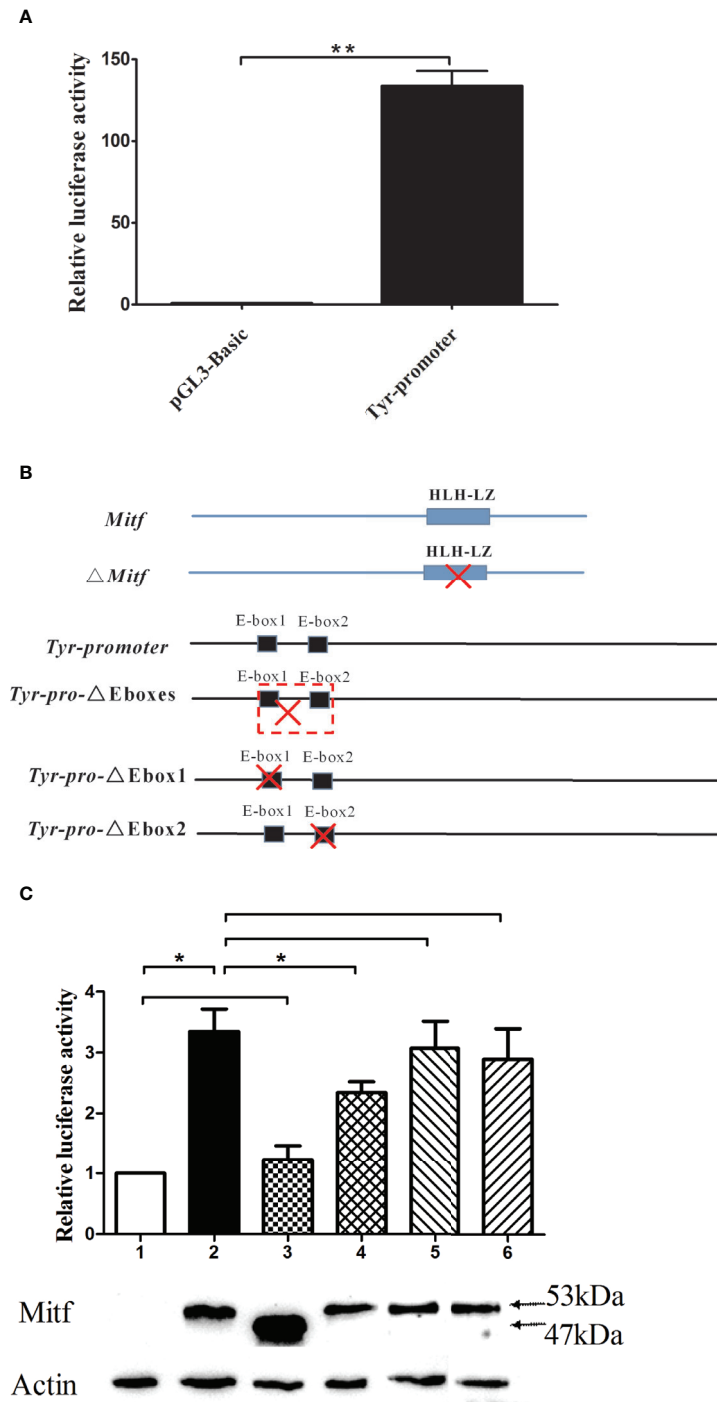 A
**
150
100
50
0
Relative luciferase activity
pGL3-Basic
Tyr-promoter
B
HLH-LZ
Mitf
HLH-LZ
△Mitf
E-box1 E-box2
Tyr-promoter
E-box1 E-box2
Tyr-pro-△Eboxes
E-box1 E-box2
Tyr-pro-△Ebox1
E-box1 E-box2
Tyr-pro-△Ebox2
C
* *
4
3
2
1
0
Relative luciferase activity
1 2 3 4 5 6
Mitf
53kDa
47kDa
Actin